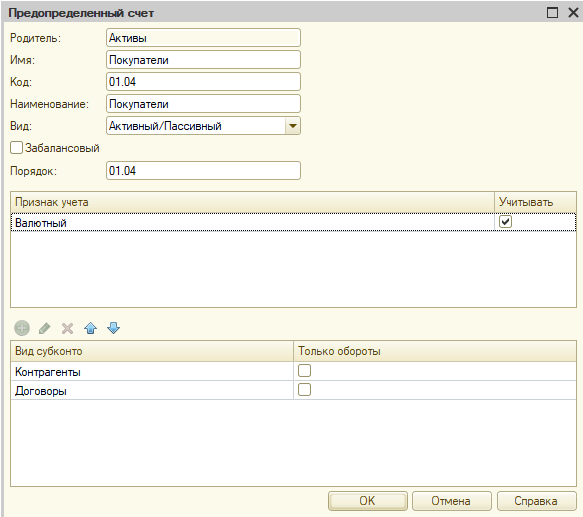 Предопределенный счет
Родитель: Активы
Имя: Покупатели
Код: 01.04
Наименование: Покупатели
Вид: Активный/Пассивный
Забалансовый
Порядок: 01.04
Признак учета Учитывать
Валютный
Вид субконто Только обороты
Контрагенты
Договоры
OK Отмена Справка